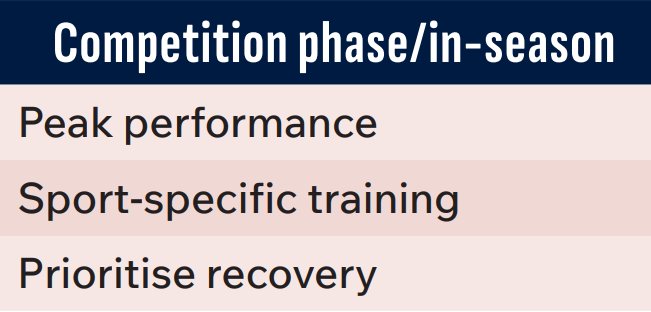 Competition phase/in-season
Peak performance
Sport-specific training
Prioritise recovery